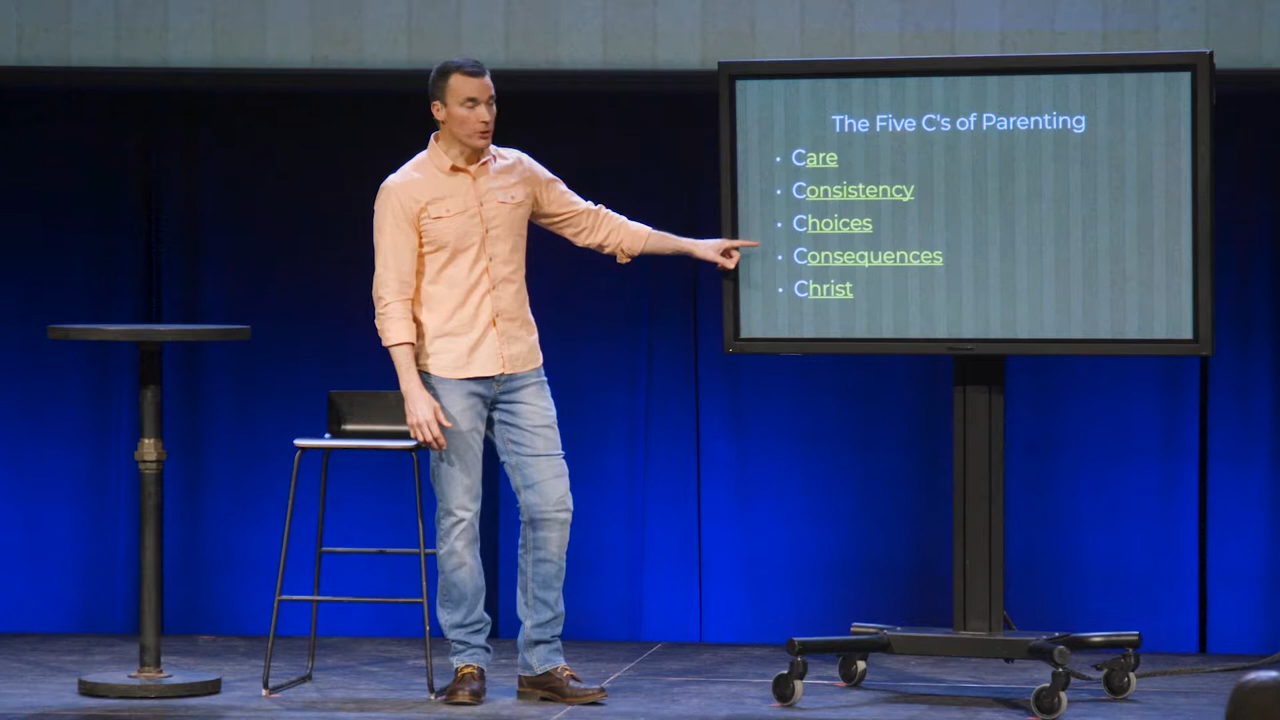 The Five C's of Parenting
• Care
• Consistency
• Choices
• Consequences
• Christ